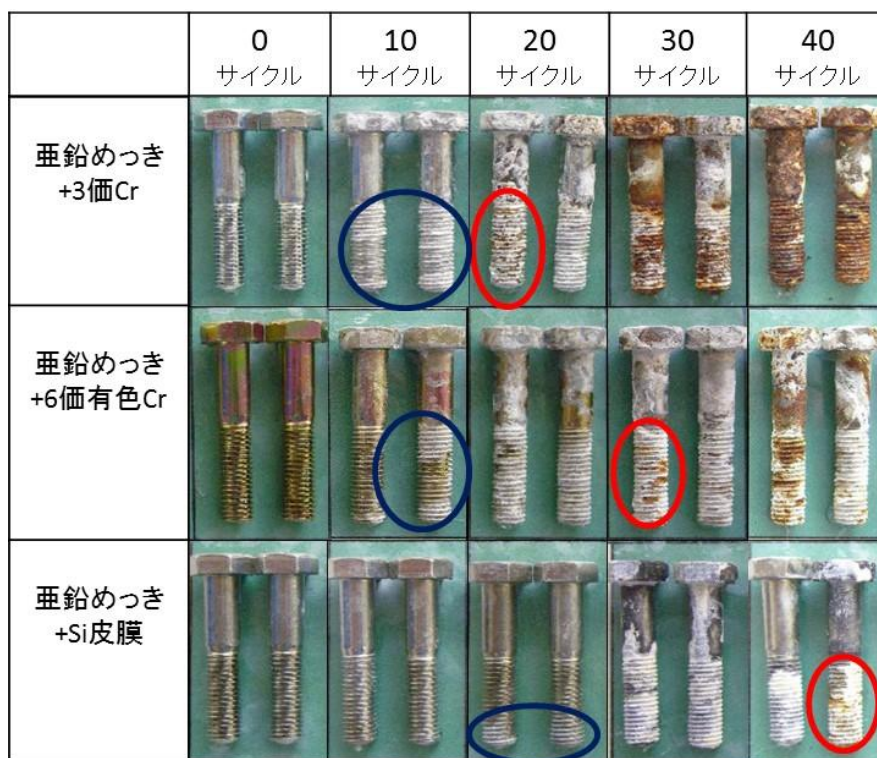 0
サイクル
10
サイクル
20
サイクル
30
サイクル
40
サイクル
亜鉛めっき
+3価Cr
亜鉛めっき
+6価有色Cr
亜鉛めっき
+Si皮膜